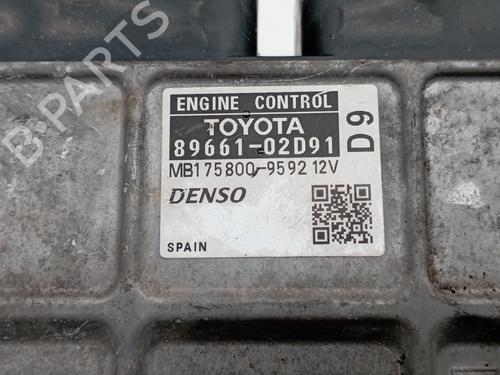 B-PARTS
ENGINE CONTROL
TOYOTA
89661-02D91
D9
MB175800-9592 12V
DENSO
SPAIN